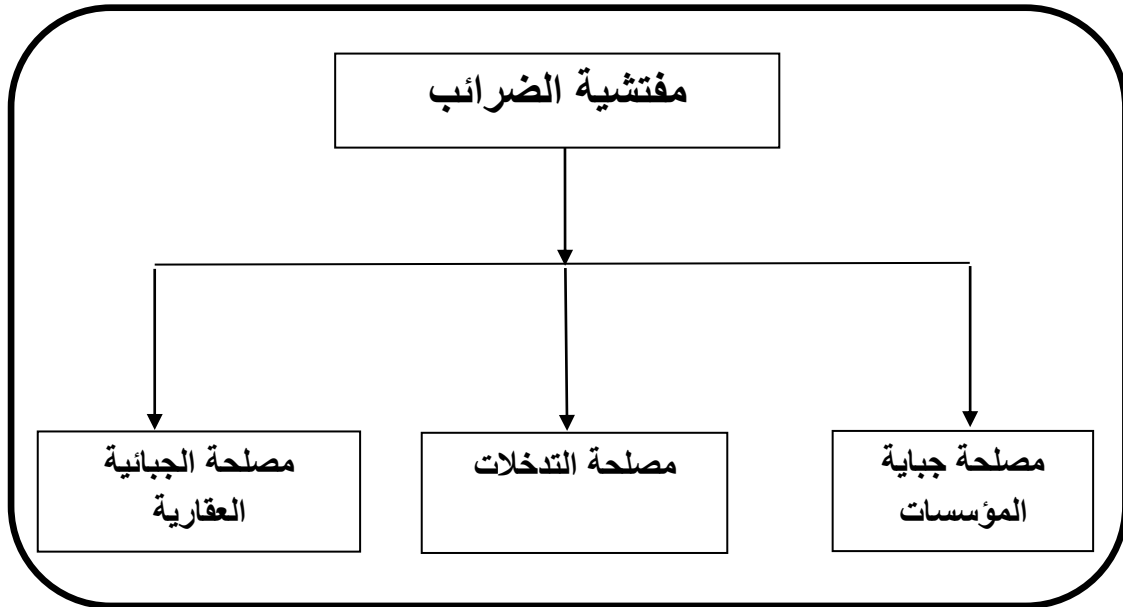 مفتشية الضرائب
مصلحة جباية
المؤسسات
مصلحة التدخلات
مصلحة الجبائية
العقارية